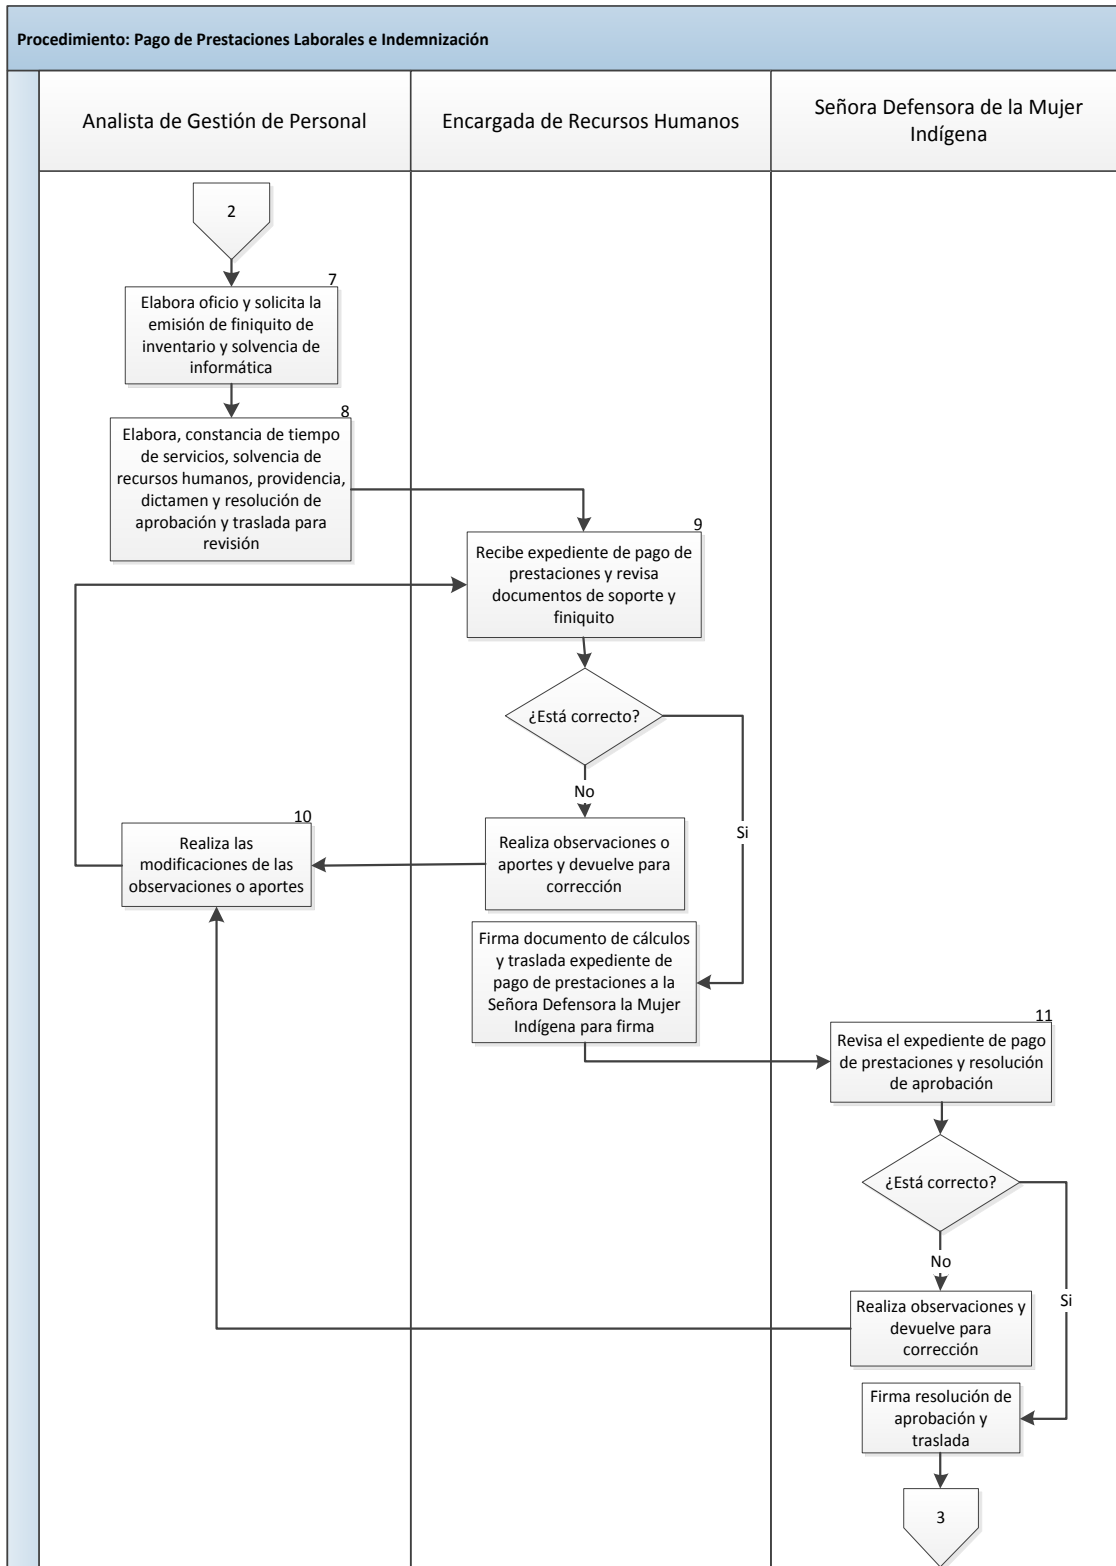 Procedimiento: Pago de Prestaciones Laborales e Indemnización
Analista de Gestión de Personal
Encargada de Recursos Humanos
Señora Defensora de la Mujer
Indígena
2
7
Elabora oficio y solicita la
emisión de finiquito de
inventario y solvencia de
informática
8
Elabora, constancia de tiempo
de servicios, solvencia de
recursos humanos, providencia,
dictamen y resolución de
aprobación y traslada para
revisión
9
Recibe expediente de pago de
prestaciones y revisa
documentos de soporte y
finiquito
¿Está correcto?
No
Si
Realiza observaciones o
aportes y devuelve para
corrección
10
Realiza las
modificaciones de las
observaciones o aportes
Firma documento de cálculos
y traslada expediente de
pago de prestaciones a la
Señora Defensora la Mujer
Indígena para firma
11
Revisa el expediente de pago
de prestaciones y resolución
de aprobación
¿Está correcto?
No
Si
Realiza observaciones y
devuelve para
corrección
Firma resolución de
aprobación y
traslada
3